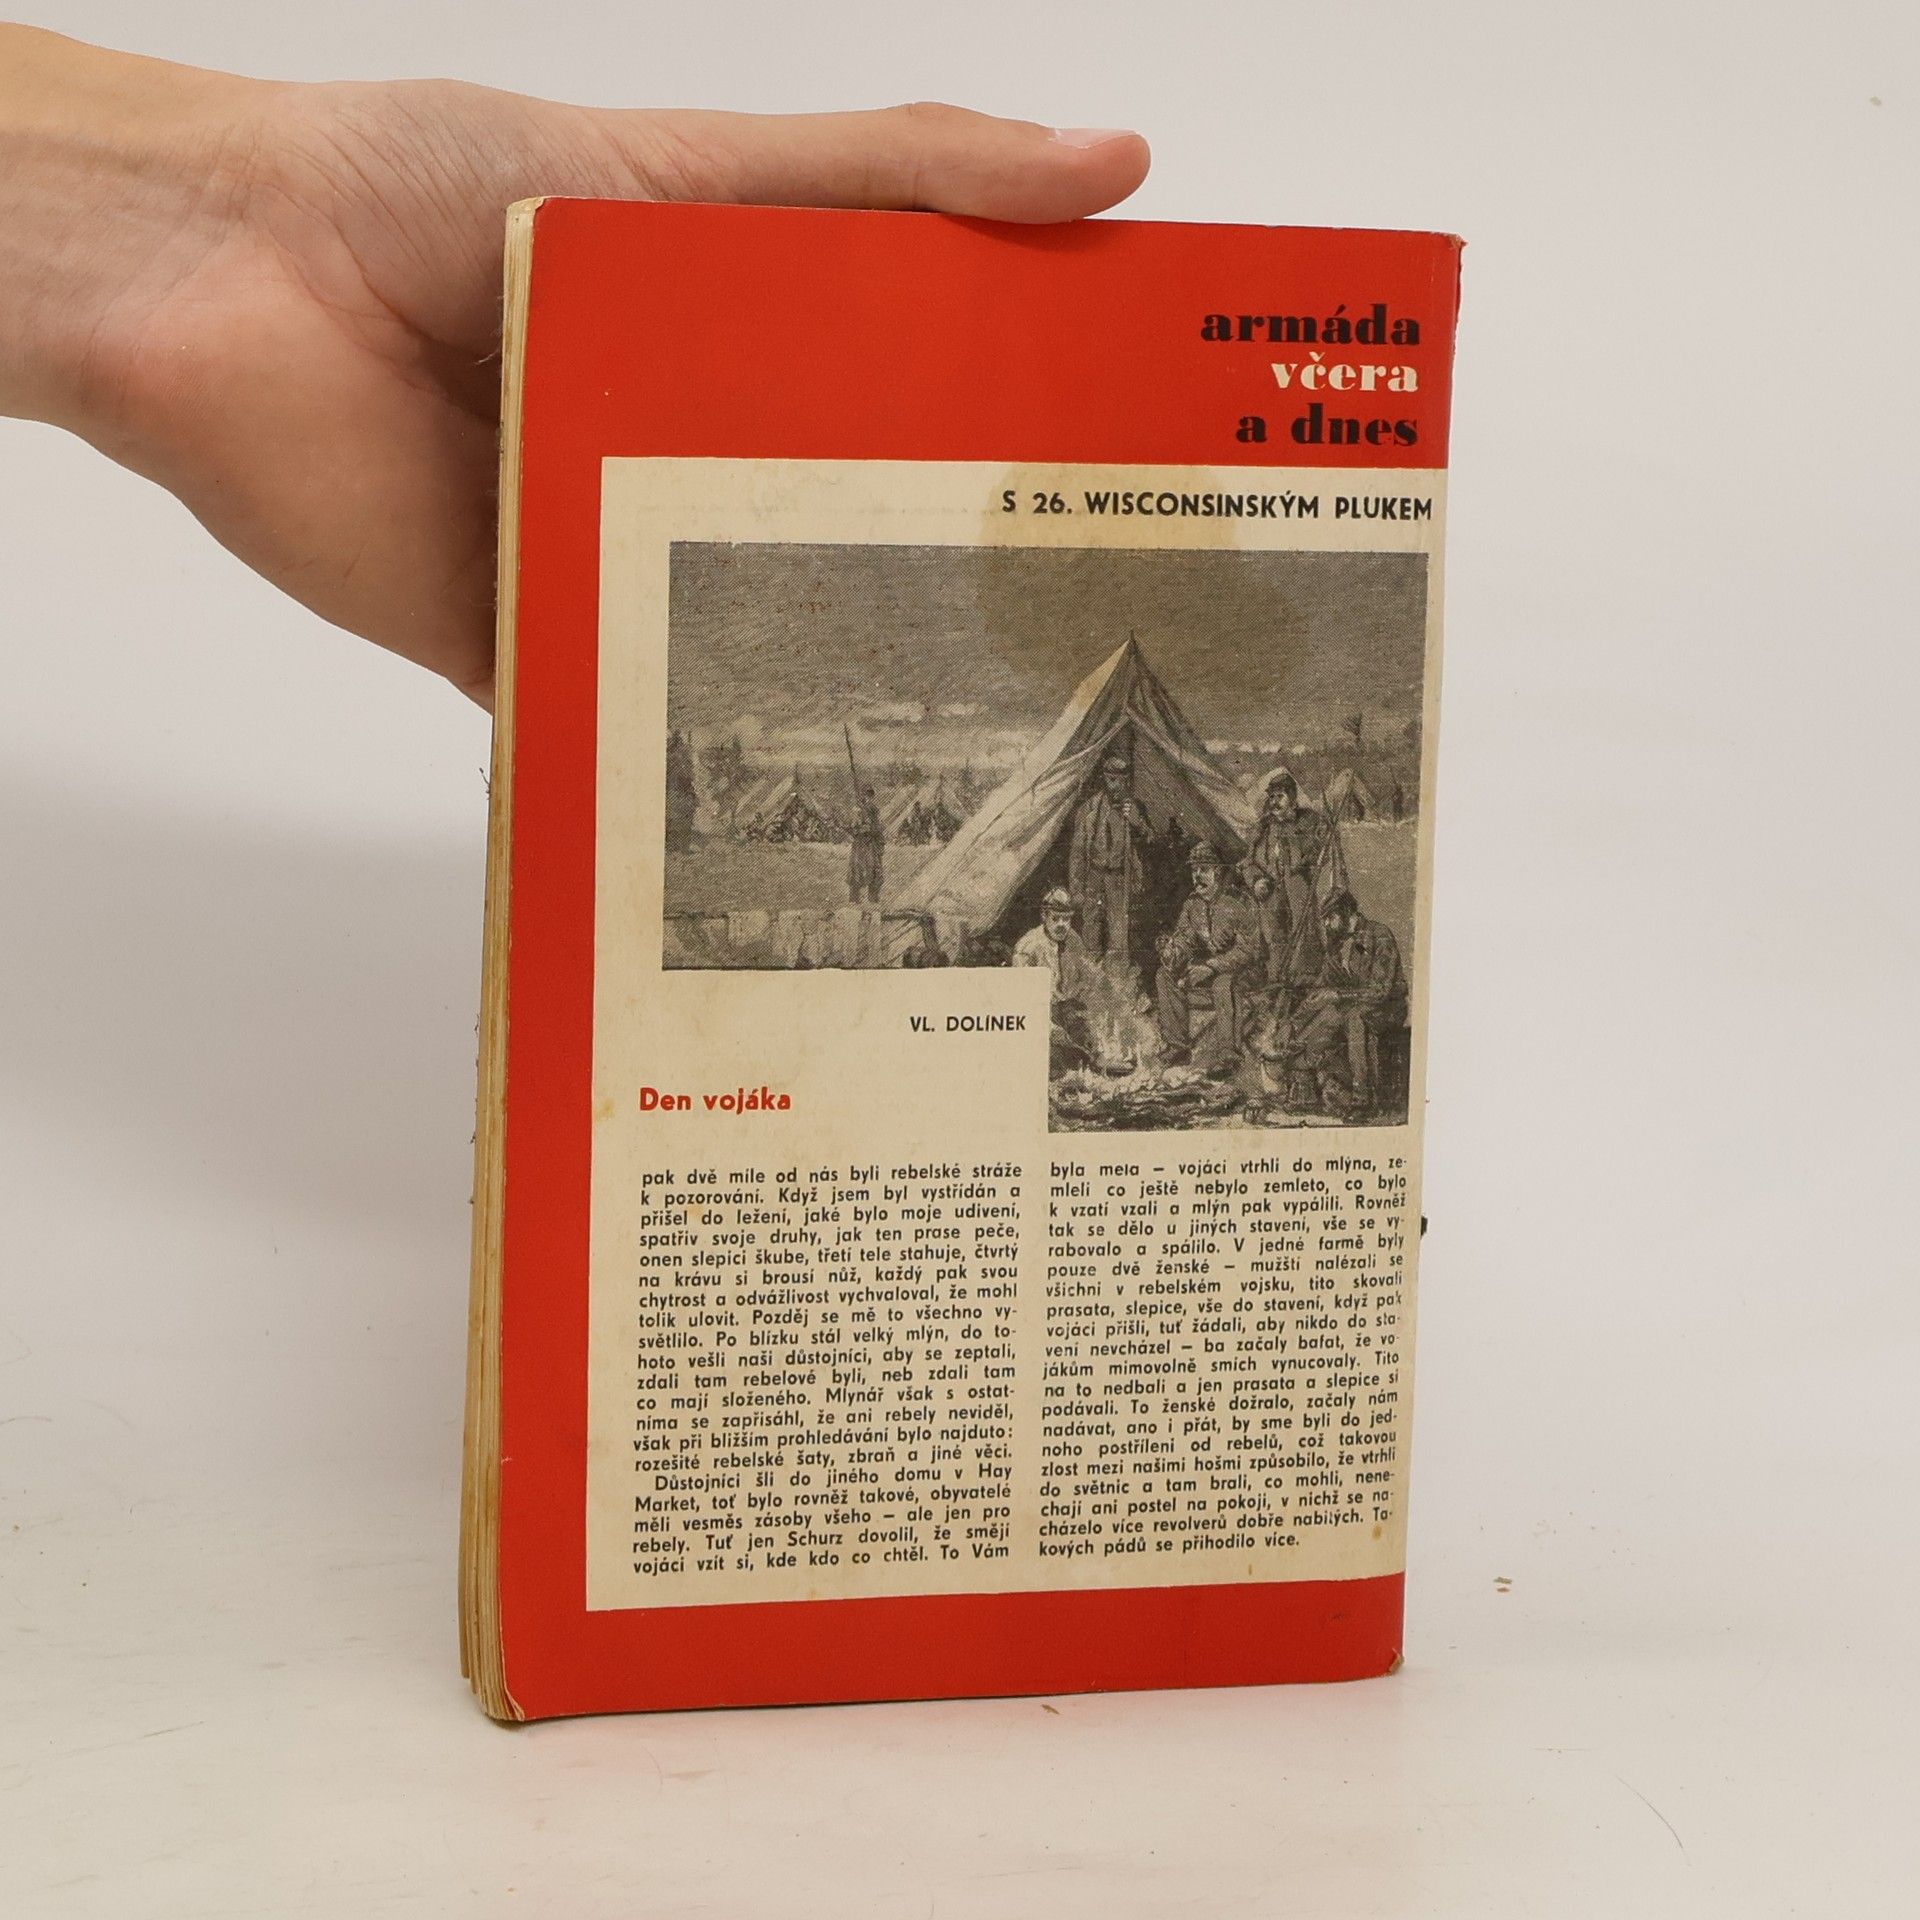 armáda
včera
a dnes
S 26. WISCONSINSKÝM PLUKEM
VL. DOLÍNEK
Den vojáka
pak dvě míle od nás byli rebelské stráže
k pozorování. Když jsem byl vystřídán a
přišel do ležení, jaké bylo moje udivení,
spatřiv svoje druhy, jak ten prase peče,
onen slepici škube, třetí tele stahuje, čtvrtý
na krávu si brousí nůž, každý pak svou
chytrost a odvážlivost vychvaloval, že mohl
tolik ulovit. Pozděj se mě to všechno vy-
světlilo. Po blízku stál velký mlýn, do to-
hoto vešli naši důstojníci, aby se zeptali,
zdali tam rebelové byli, neb zdali tam
co mají složeného. Mlynář však s ostat-
níma se zapřisáhl, že ani rebely neviděl,
však při bližším prohledávání bylo najduto:
rozešité rebelské šaty, zbraň a jiné věci.
Důstojníci šli do jiného domu v Hay
Market, toť bylo rovněž takové, obyvatelé
měli vesměs zásoby všeho – ale jen pro
rebely. Tuť jen Schurz dovolil, že smějí
vojáci vzít si, kde kdo co chtěl. To Vám
byla mela – vojáci vtrhli do mlýna, ze-
mleli co ještě nebylo zemleto, co bylo
k vzatí vzali a mlýn pak vypálili. Rovněž
tak se dělo u jiných stavení, vše se vy-
rabovalo a spálilo. V jedné farmě byly
pouze dvě ženské – mužští nalézali se
všichni v rebelském vojsku, tito skovali
prasata, slepice, vše do stavení, když pak
vojáci přišli, tuť žádali, aby nikdo do sta-
vení nevcházel – ba začaly bafat, že vo-
jákům mimovolně smích vynucovaly. Tito
na to nedbali a jen prasata a slepice si
podávali. To ženské dožralo, začaly nám
nadávat, ano i přát, by sme byli do jed-
noho postříleni od rebelů, což takovou
zlost mezi našimi hošmi způsobilo, že vtrhli
do světnic a tam brali, co mohli, nene-
chají ani postel na pokoji, v nichž se na-
cházelo více revolverů dobře nabitých. Ta-
kových pádů se přihodilo více.